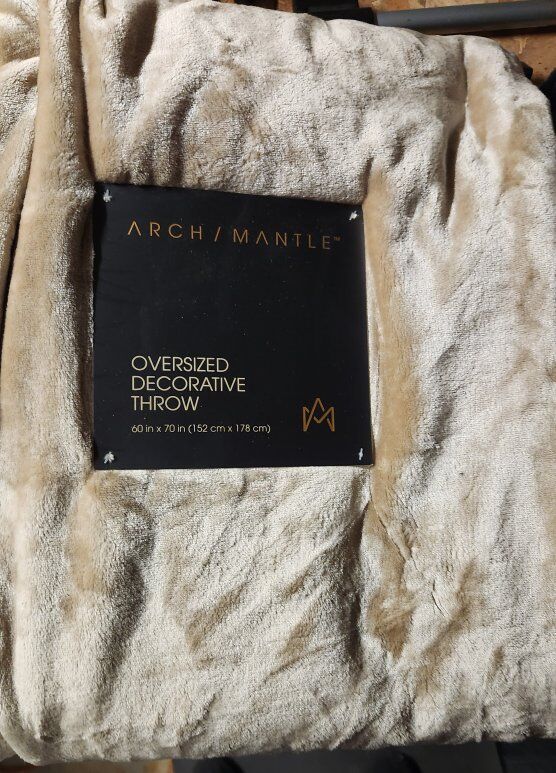 ARCH / MANTLE™
OVERSIZED
DECORATIVE
THROW
60 in x 70 in (152 cm x 178 cm)